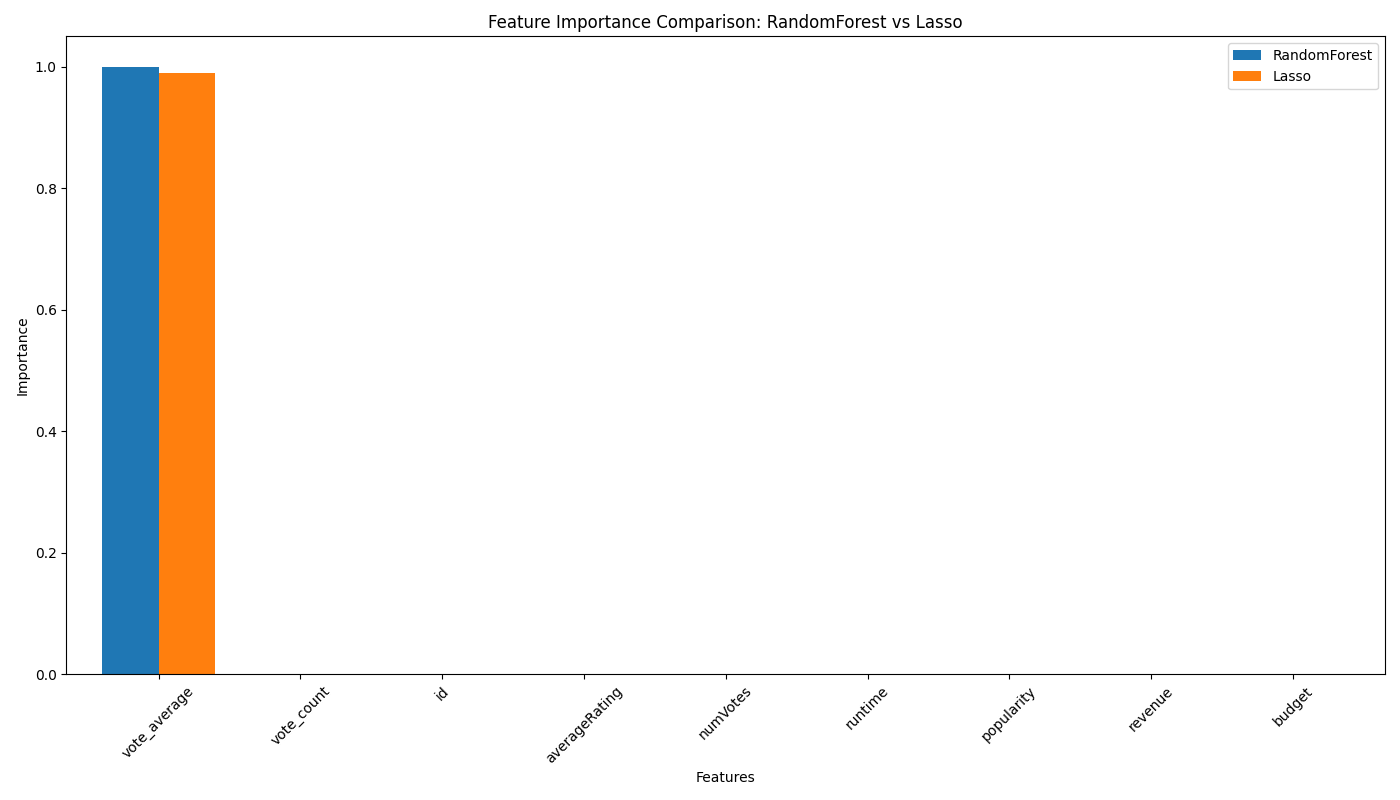 Feature Importance Comparison: RandomForest vs Lasso
RandomForest
Lasso
1.0
0.8
0.6
0.4
0.2
0.0
Importance
vote_average
vote_count
id
averageRating
numVotes
runtime
popularity
revenue
budget
Features